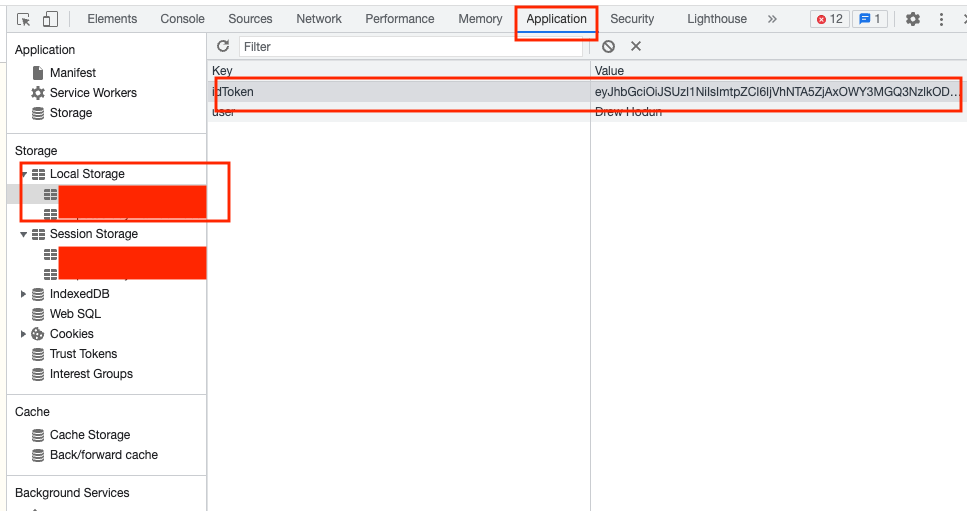 Elements Console Sources Network Performance Memory Application Security Lighthouse » 12 1
Application
Manifest
Service Workers
Storage
Storage
Local Storage
Session Storage
IndexedDB
Web SQL
Cookies
Trust Tokens
Interest Groups
Cache
Cache Storage
Back/forward cache
Background Services
Filter
Key Value
idToken eyJhbGciOiJSUzI1NiIsImtpZCI6IjVhNTA5ZjAxOWY3MGQ3NzlkOD...
user Drew Hodun